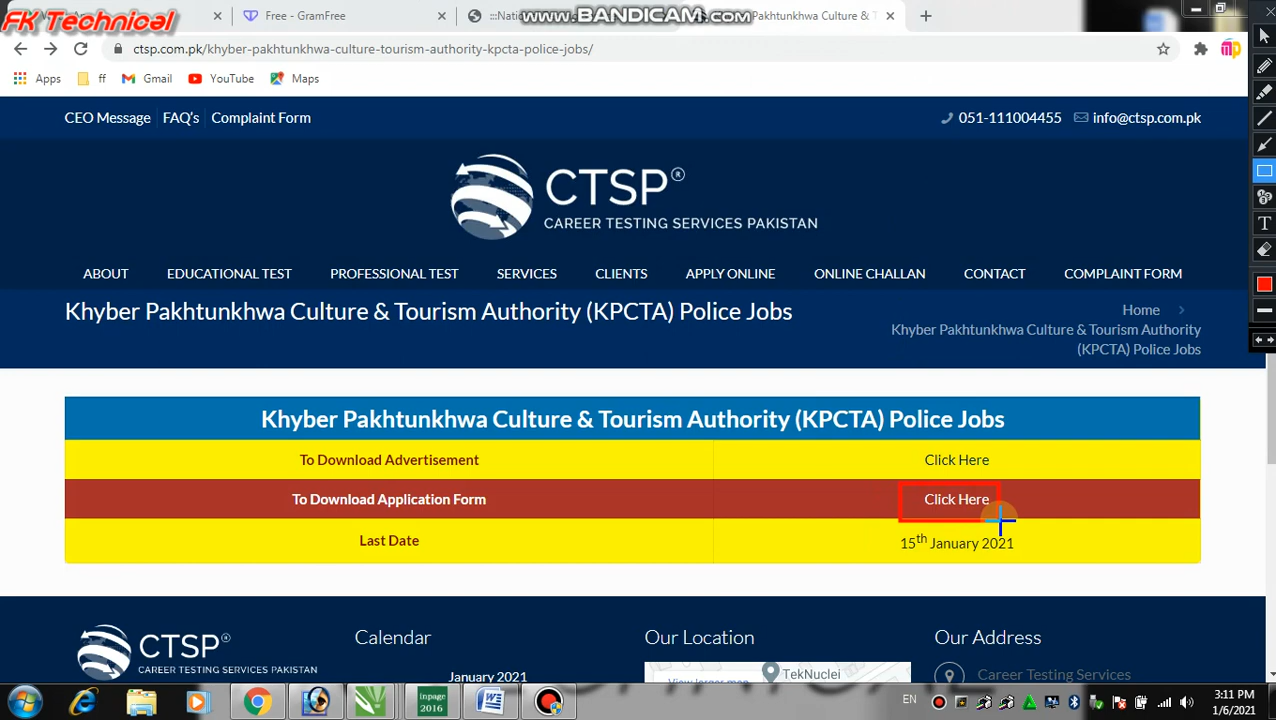 FK Technical
Free - GramFree
:::Nati
www.BANDICAM.com
Pakhtunkhwa Culture & T
ctsp.com.pk/khyber-pakhtunkhwa-culture-tourism-authority-kpcta-police-jobs/
Apps ff Gmail YouTube Maps
CEO Message FAQ's Complaint Form
051-111004455 info@ctsp.com.pk
CTSP®
CAREER TESTING SERVICES PAKISTAN
ABOUT EDUCATIONAL TEST PROFESSIONAL TEST SERVICES CLIENTS APPLY ONLINE ONLINE CHALLAN CONTACT COMPLAINT FORM
Khyber Pakhtunkhwa Culture & Tourism Authority (KPCTA) Police Jobs
Home
Khyber Pakhtunkhwa Culture & Tourism Authority
(KPCTA) Police Jobs
Khyber Pakhtunkhwa Culture & Tourism Authority (KPCTA) Police Jobs
To Download Advertisement Click Here
To Download Application Form Click Here
Last Date 15th January 2021
CTSP®
CAREER TESTING SERVICES PAKISTAN
Calendar
January 2021
Our Location
View larger map
TekNuclei
Our Address
Career Testing Services
inpage
2016
EN
3:11 PM
1/6/2021